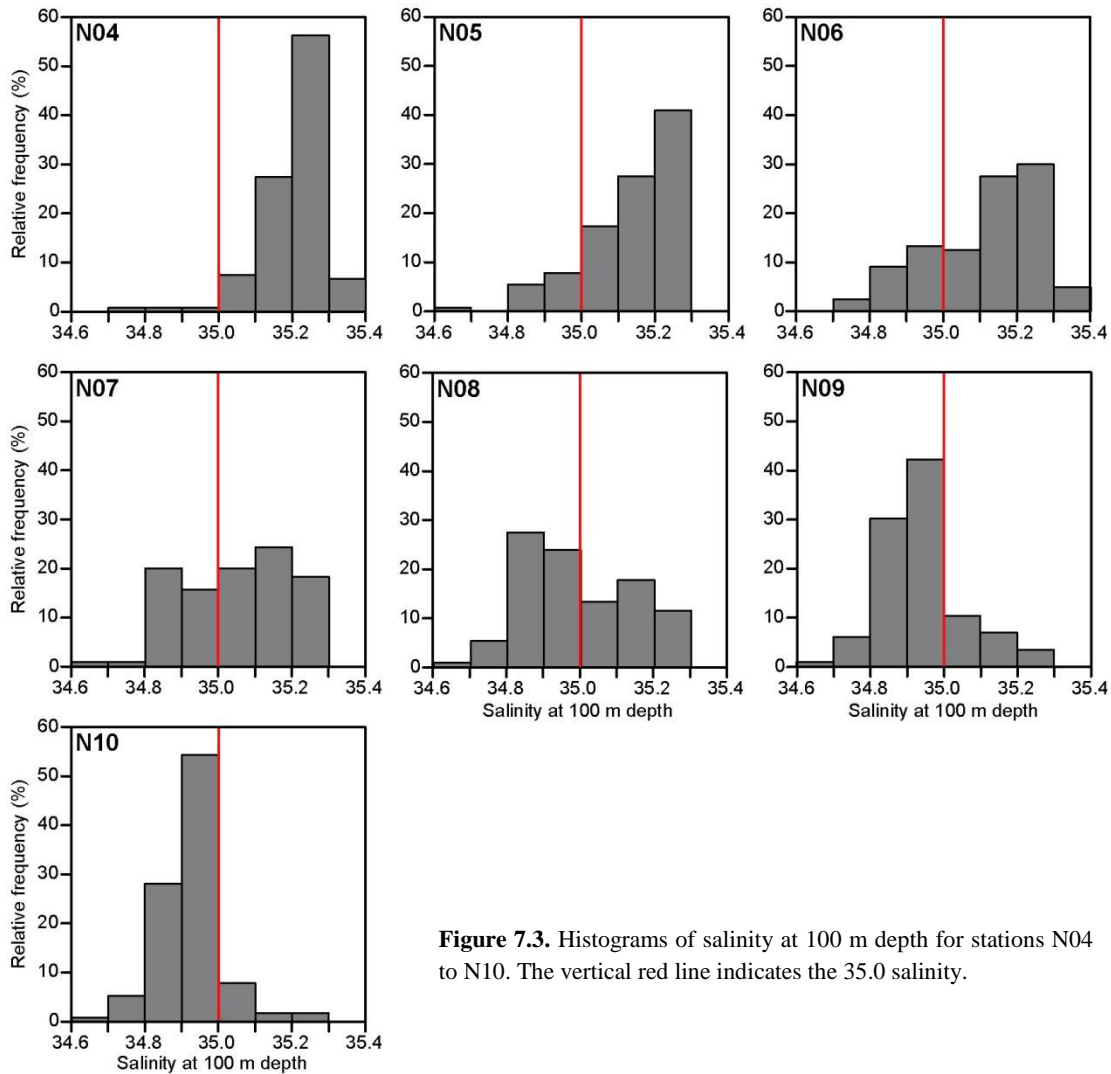 N04
60
50
40
30
20
10
0
Relative frequency (%)
34.6 34.8 35.0 35.2 35.4
N05
60
50
40
30
20
10
0
34.6 34.8 35.0 35.2 35.4
N06
60
50
40
30
20
10
0
34.6 34.8 35.0 35.2 35.4
N07
60
50
40
30
20
10
0
Relative frequency (%)
34.6 34.8 35.0 35.2 35.4
N08
60
50
40
30
20
10
0
34.6 34.8 35.0 35.2 35.4
Salinity at 100 m depth
N09
60
50
40
30
20
10
0
34.6 34.8 35.0 35.2 35.4
Salinity at 100 m depth
N10
60
50
40
30
20
10
0
Relative frequency (%)
34.6 34.8 35.0 35.2 35.4
Salinity at 100 m depth
Figure 7.3. Histograms of salinity at 100 m depth for stations N04
to N10. The vertical red line indicates the 35.0 salinity.